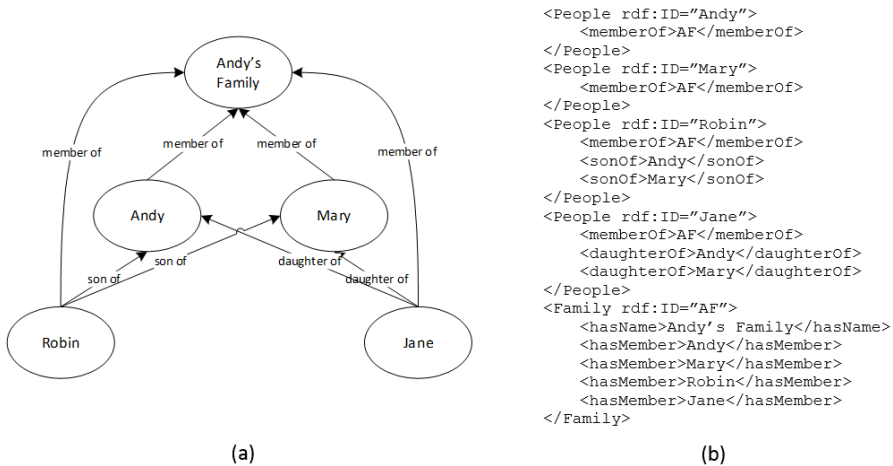 Andy's
Family
member of
member of
member of
member of
Andy
Mary
son of
son of
daughter of
daughter of
Robin
Jane
(a)
<People rdf:ID=”Andy”>
    <memberOf>AF</memberOf>
</People>
<People rdf:ID=”Mary”>
    <memberOf>AF</memberOf>
</People>
<People rdf:ID=”Robin”>
    <memberOf>AF</memberOf>
    <sonOf>Andy</sonOf>
    <sonOf>Mary</sonOf>
</People>
<People rdf:ID=”Jane”>
    <memberOf>AF</memberOf>
    <daughterOf>Andy</daughterOf>
    <daughterOf>Mary</daughterOf>
</People>
<Family rdf:ID=”AF”>
    <hasName>Andy’s Family</hasName>
    <hasMember>Andy</hasMember>
    <hasMember>Mary</hasMember>
    <hasMember>Robin</hasMember>
    <hasMember>Jane</hasMember>
</Family>
(b)